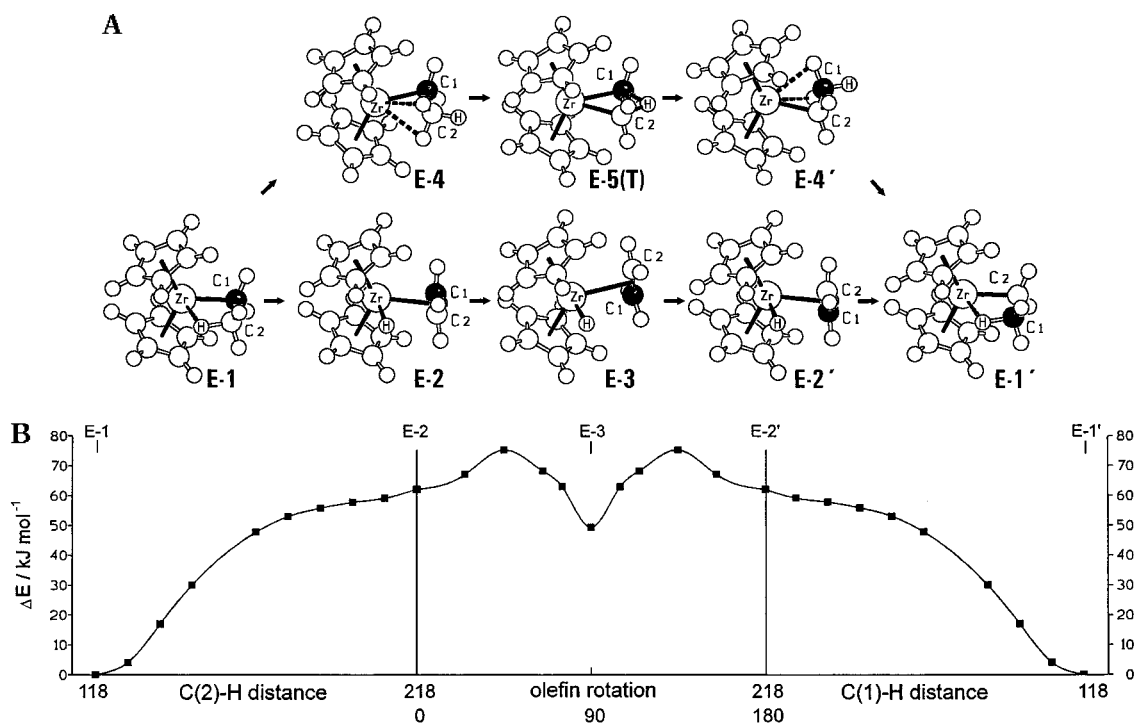 A
C1
Zr
H
C2
E-4
C1
Zr
H
C2
E-5(T)
C1
Zr
H
C2
E-4′
C1
Zr
H
C2
E-1
C1
Zr
H
C2
E-2
C2
Zr
C1
H
E-3
C2
Zr
C1
H
E-2′
C2
Zr
H
C1
E-1′
B
E-1 E-2 E-3 E-2' E-1'
80 80
70 70
60 60
50 50
40 40
30 30
20 20
10 10
0 0
ΔE / kJ mol⁻¹
118 C(2)-H distance 218 olefin rotation 218 C(1)-H distance 118
0 90 180